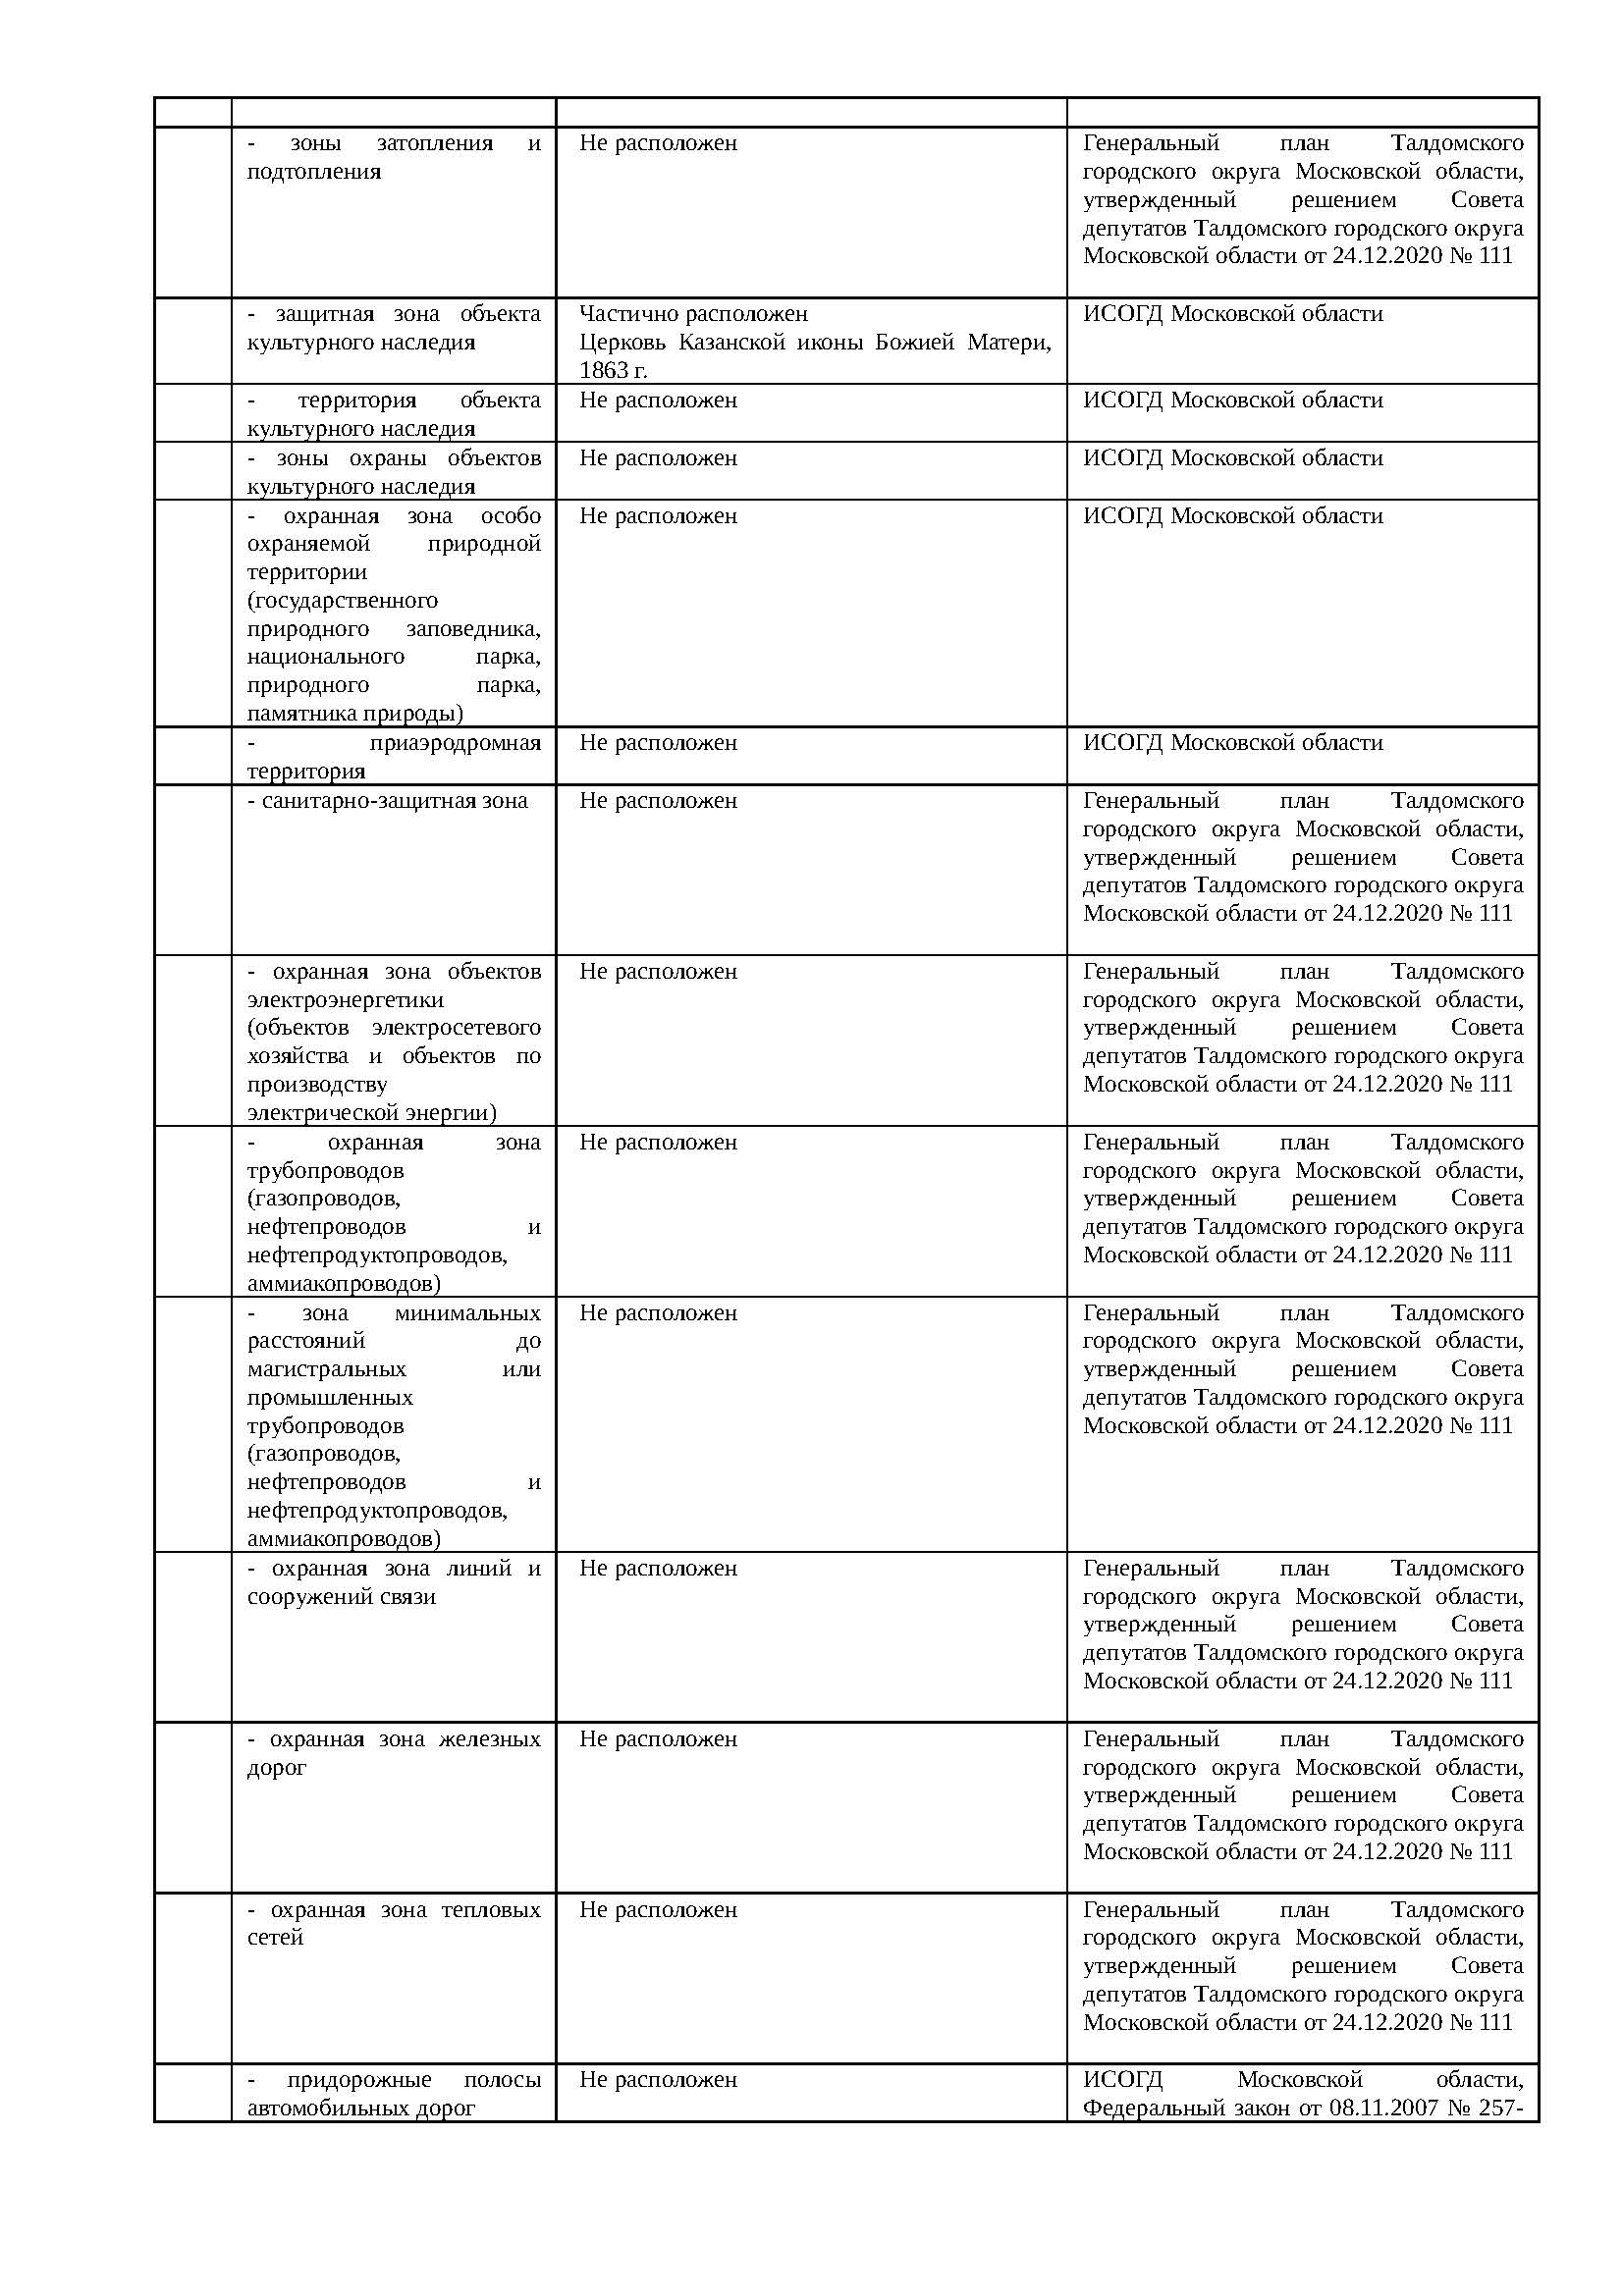 - зоны затопления и
подтопления
Не расположен
Генеральный план Талдомского
городского округа Московской области,
утвержденный решением Совета
депутатов Талдомского городского округа
Московской области от 24.12.2020 № 111
- защитная зона объекта
культурного наследия
Частично расположен
Церковь Казанской иконы Божией Матери,
1863 г.
ИСОГД Московской области
- территория объекта
культурного наследия
Не расположен
ИСОГД Московской области
- зоны охраны объектов
культурного наследия
Не расположен
ИСОГД Московской области
- охранная зона особо
охраняемой природной
территории
(государственного
природного заповедника,
национального парка,
природного парка,
памятника природы)
Не расположен
ИСОГД Московской области
- приаэродромная
территория
Не расположен
ИСОГД Московской области
- санитарно-защитная зона
Не расположен
Генеральный план Талдомского
городского округа Московской области,
утвержденный решением Совета
депутатов Талдомского городского округа
Московской области от 24.12.2020 № 111
- охранная зона объектов
электроэнергетики
(объектов электросетевого
хозяйства и объектов по
производству
электрической энергии)
Не расположен
Генеральный план Талдомского
городского округа Московской области,
утвержденный решением Совета
депутатов Талдомского городского округа
Московской области от 24.12.2020 № 111
- охранная зона
трубопроводов
(газопроводов,
нефтепроводов и
нефтепродуктопроводов,
аммиакопроводов)
Не расположен
Генеральный план Талдомского
городского округа Московской области,
утвержденный решением Совета
депутатов Талдомского городского округа
Московской области от 24.12.2020 № 111
- зона минимальных
расстояний до
магистральных или
промышленных
трубопроводов
(газопроводов,
нефтепроводов и
нефтепродуктопроводов,
аммиакопроводов)
Не расположен
Генеральный план Талдомского
городского округа Московской области,
утвержденный решением Совета
депутатов Талдомского городского округа
Московской области от 24.12.2020 № 111
- охранная зона линий и
сооружений связи
Не расположен
Генеральный план Талдомского
городского округа Московской области,
утвержденный решением Совета
депутатов Талдомского городского округа
Московской области от 24.12.2020 № 111
- охранная зона железных
дорог
Не расположен
Генеральный план Талдомского
городского округа Московской области,
утвержденный решением Совета
депутатов Талдомского городского округа
Московской области от 24.12.2020 № 111
- охранная зона тепловых
сетей
Не расположен
Генеральный план Талдомского
городского округа Московской области,
утвержденный решением Совета
депутатов Талдомского городского округа
Московской области от 24.12.2020 № 111
- придорожные полосы
автомобильных дорог
Не расположен
ИСОГД Московской области,
Федеральный закон от 08.11.2007 № 257-